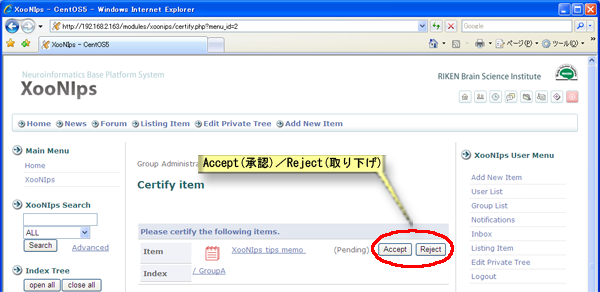 XooNIps - CentOS5 - Windows Internet Explorer
http://192.168.2.163/modules/xoonips/certify.php?menu_id=2
Google
XooNIps - CentOS5
ページ(P)
ツール(O)
Neuroinformatics Base Platform System
XooNIps
RIKEN Brain Science Institute
Home
News
Forum
Listing Item
Edit Private Tree
Add New Item
Main Menu
Home
XooNIps
XooNIps Search
ALL
Search
Advanced
Index Tree
open all
close all
Group Administra
Accept(承認)／Reject(取り下げ)
Certify item
Please certify the following items.
Item
XooNIps tips memo.
(Pending)
Accept
Reject
Index
/ GroupA
XooNIps User Menu
Add New Item
User List
Group List
Notifications
Inbox
Listing Item
Edit Private Tree
Logout